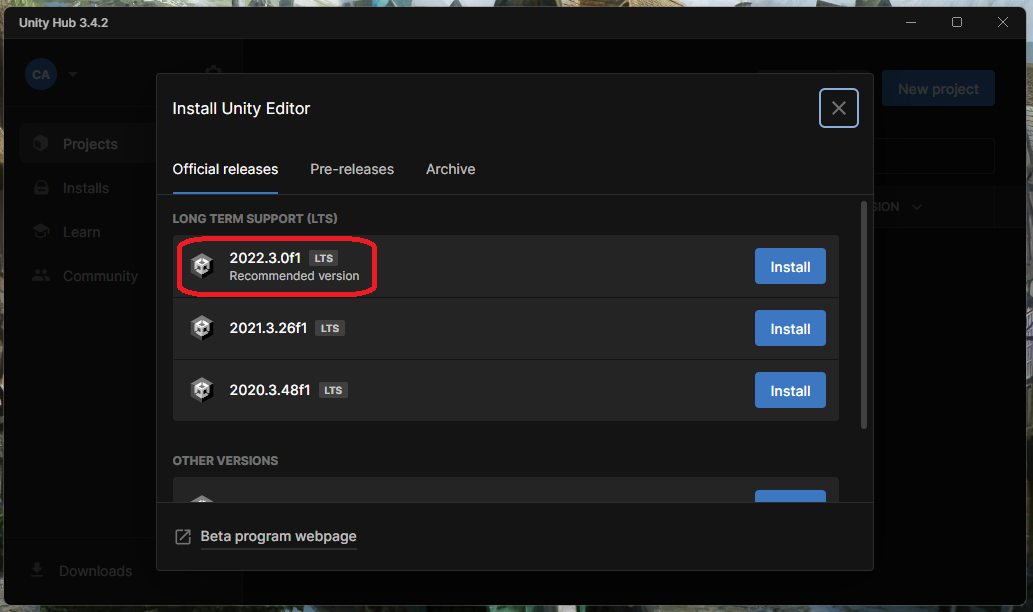 Unity Hub 3.4.2
CA
New project
Install Unity Editor
Official releases
Pre-releases
Archive
Projects
Installs
Learn
Community
LONG TERM SUPPORT (LTS)
2022.3.0f1 LTS
Recommended version
Install
2021.3.26f1 LTS
Install
2020.3.48f1 LTS
Install
OTHER VERSIONS
Beta program webpage
Downloads